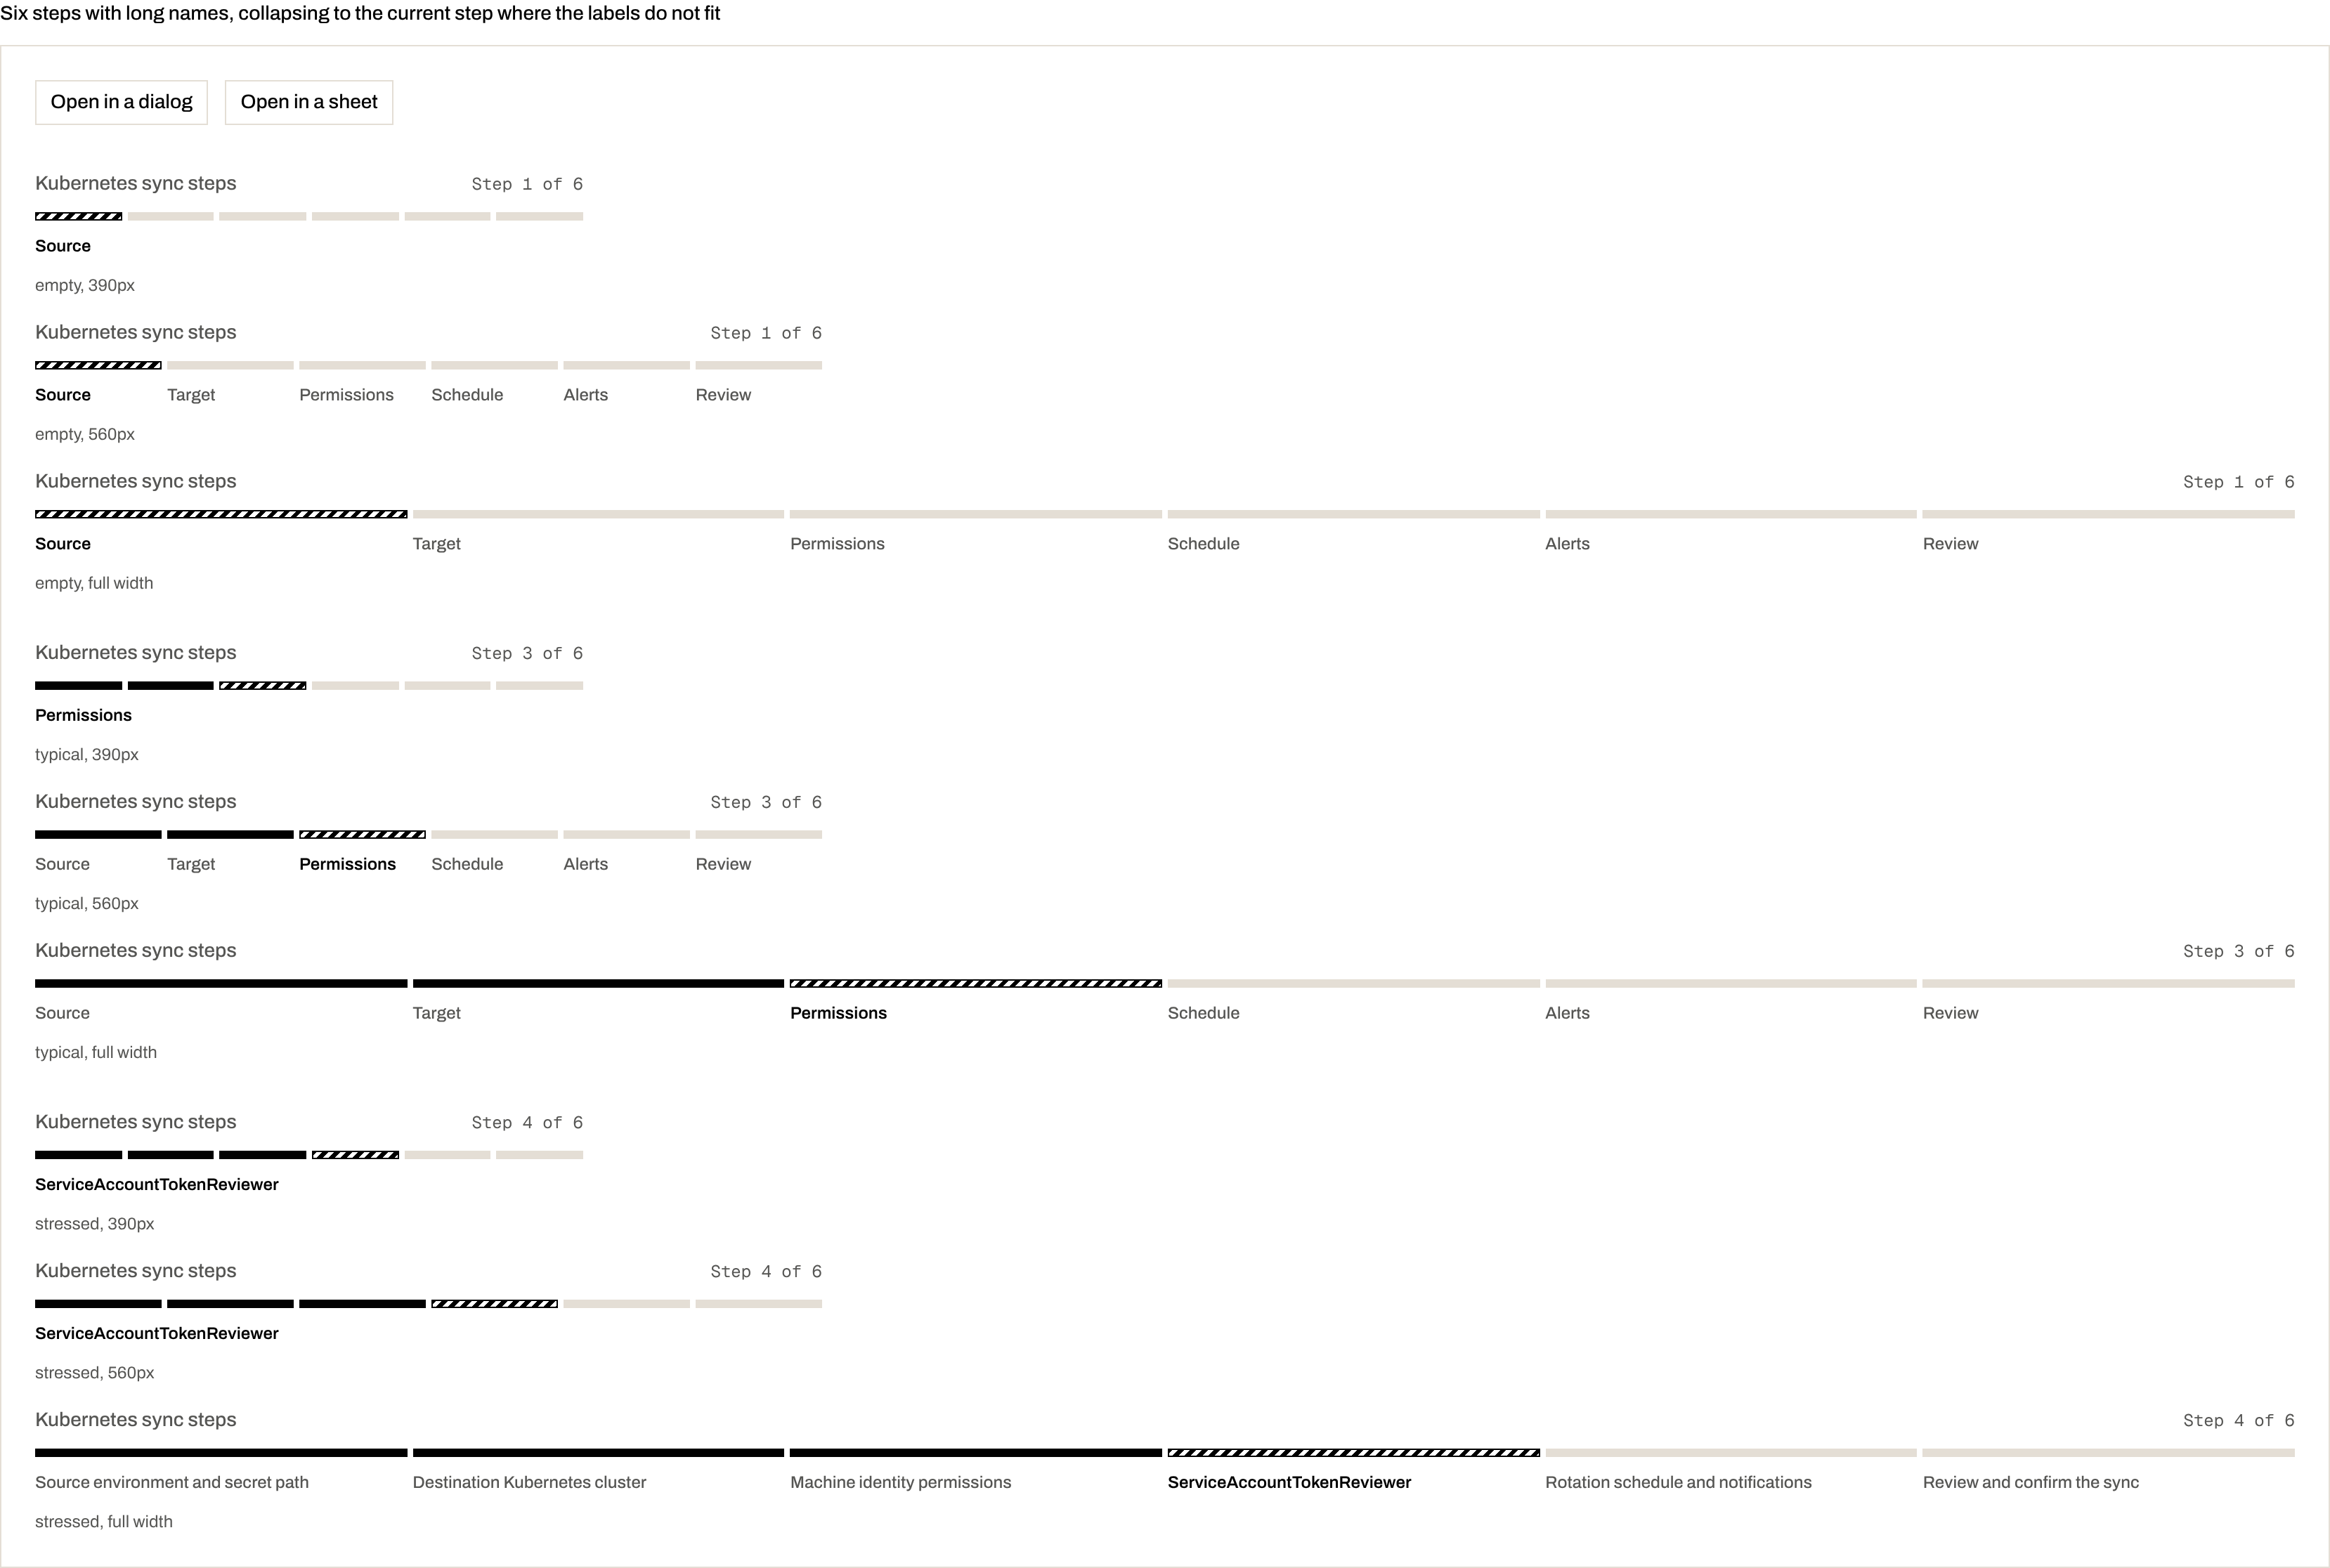 Six steps with long names, collapsing to the current step where the labels do not fit
Open in a dialog Open in a sheet
Kubernetes sync steps Step 1 of 6
Source
empty, 390px
Kubernetes sync steps Step 1 of 6
Source Target Permissions Schedule Alerts Review
empty, 560px
Kubernetes sync steps Step 1 of 6
Source Target Permissions Schedule Alerts Review
empty, full width
Kubernetes sync steps Step 3 of 6
Permissions
typical, 390px
Kubernetes sync steps Step 3 of 6
Source Target Permissions Schedule Alerts Review
typical, 560px
Kubernetes sync steps Step 3 of 6
Source Target Permissions Schedule Alerts Review
typical, full width
Kubernetes sync steps Step 4 of 6
ServiceAccountTokenReviewer
stressed, 390px
Kubernetes sync steps Step 4 of 6
ServiceAccountTokenReviewer
stressed, 560px
Kubernetes sync steps Step 4 of 6
Source environment and secret path Destination Kubernetes cluster Machine identity permissions ServiceAccountTokenReviewer Rotation schedule and notifications Review and confirm the sync
stressed, full width